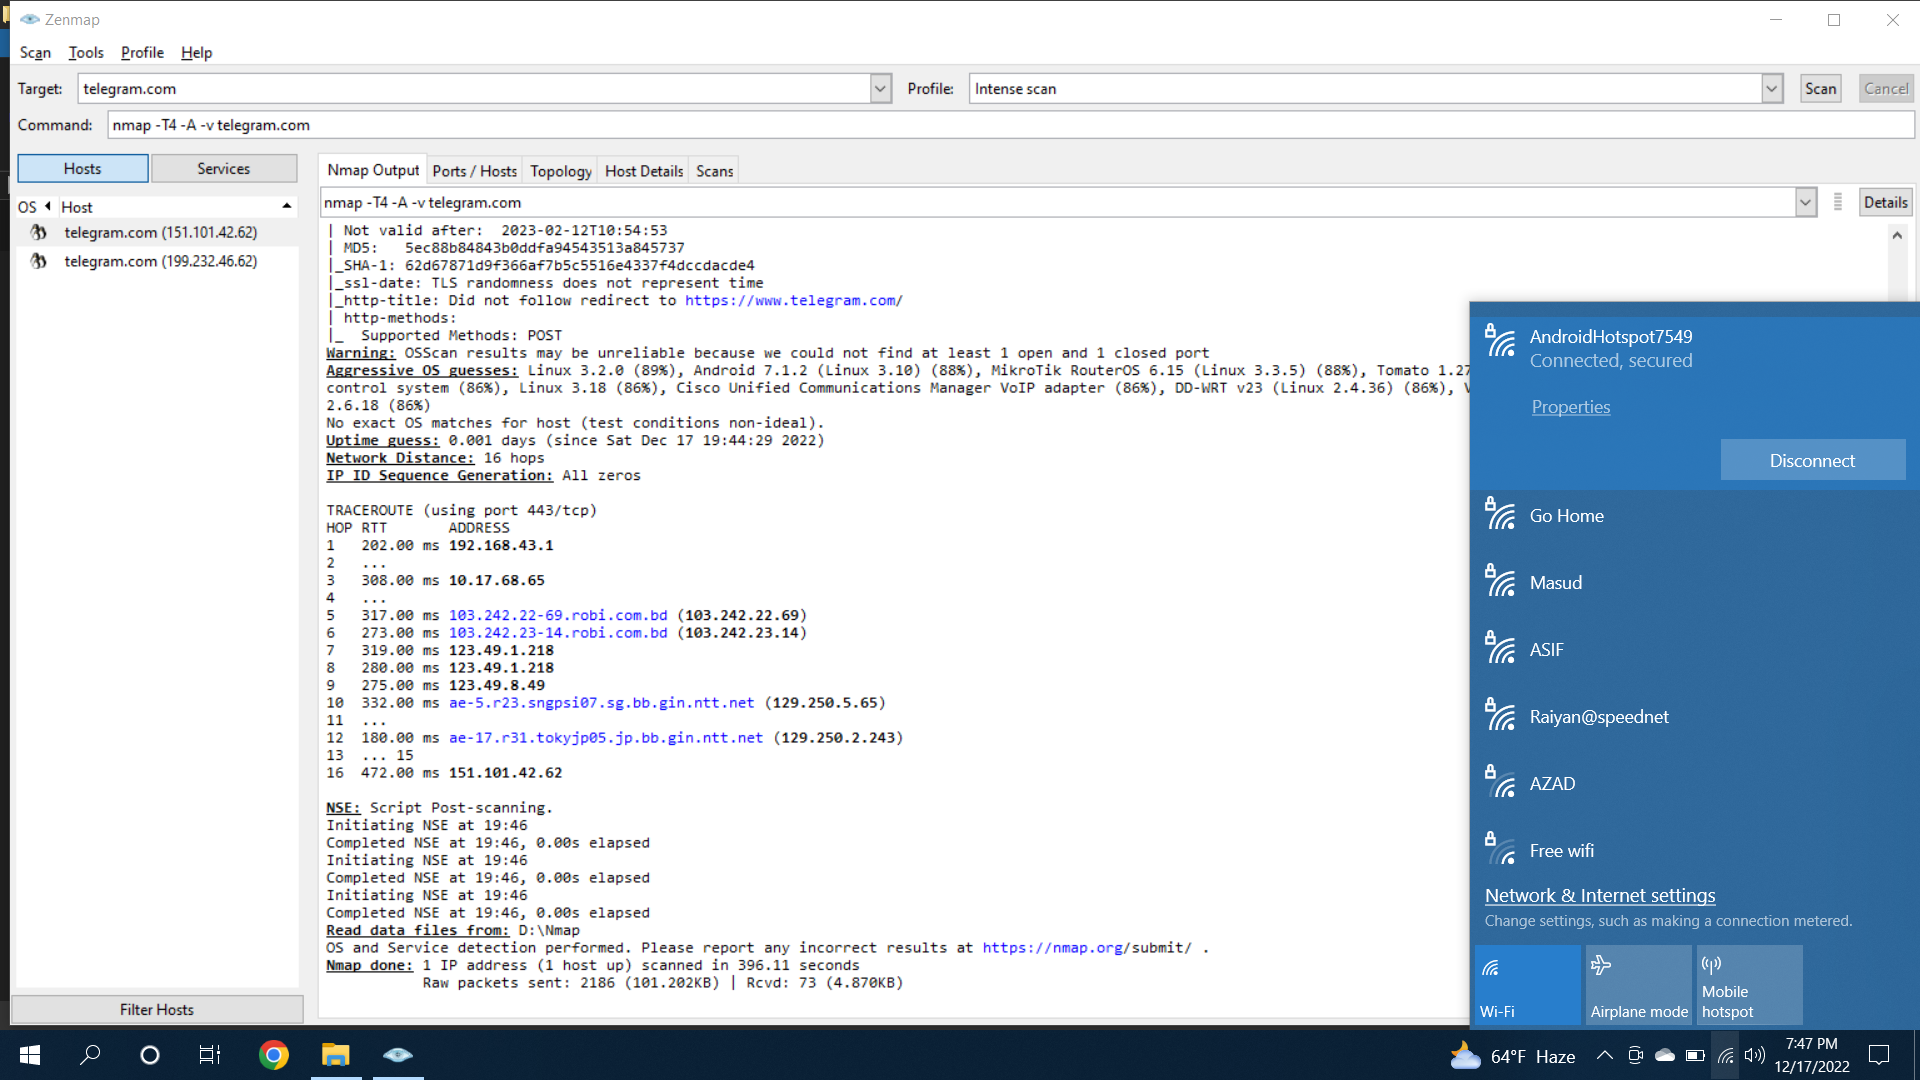 Zenmap
Scan Tools Profile Help
Target: telegram.com Profile: Intense scan Scan Cancel
Command: nmap -T4 -A -v telegram.com
Hosts Services
Nmap Output Ports / Hosts Topology Host Details Scans
OS Host
nmap -T4 -A -v telegram.com Details
telegram.com (151.101.42.62)
telegram.com (199.232.46.62)
| Not valid after:  2023-02-12T10:54:53
| MD5:   5ec88b84843b0ddfa94543513a845737
|_SHA-1: 62d67871d9f366af7b5c5516e4337f4dccdacde4
|_ssl-date: TLS randomness does not represent time
|_http-title: Did not follow redirect to https://www.telegram.com/
| http-methods:
|_  Supported Methods: POST
Warning: OSScan results may be unreliable because we could not find at least 1 open and 1 closed port
Aggressive OS guesses: Linux 3.2.0 (89%), Android 7.1.2 (Linux 3.10) (88%), MikroTik RouterOS 6.15 (Linux 3.3.5) (88%), Tomato 1.27
control system (86%), Linux 3.18 (86%), Cisco Unified Communications Manager VoIP adapter (86%), DD-WRT v23 (Linux 2.4.36) (86%),
2.6.18 (86%)
No exact OS matches for host (test conditions non-ideal).
Uptime guess: 0.001 days (since Sat Dec 17 19:44:29 2022)
Network Distance: 16 hops
IP ID Sequence Generation: All zeros
TRACEROUTE (using port 443/tcp)
HOP RTT       ADDRESS
1   202.00 ms 192.168.43.1
2   ...
3   308.00 ms 10.17.68.65
4   ...
5   317.00 ms 103.242.22-69.robi.com.bd (103.242.22.69)
6   273.00 ms 103.242.23-14.robi.com.bd (103.242.23.14)
7   319.00 ms 123.49.1.218
8   280.00 ms 123.49.1.218
9   275.00 ms 123.49.8.49
10  332.00 ms ae-5.r23.sngpsi07.sg.bb.gin.ntt.net (129.250.5.65)
11  ...
12  180.00 ms ae-17.r31.tokyjp05.jp.bb.gin.ntt.net (129.250.2.243)
13  ... 15
16  472.00 ms 151.101.42.62
NSE: Script Post-scanning.
Initiating NSE at 19:46
Completed NSE at 19:46, 0.00s elapsed
Initiating NSE at 19:46
Completed NSE at 19:46, 0.00s elapsed
Initiating NSE at 19:46
Completed NSE at 19:46, 0.00s elapsed
Read data files from: D:\Nmap
OS and Service detection performed. Please report any incorrect results at https://nmap.org/submit/ .
Nmap done: 1 IP address (1 host up) scanned in 396.11 seconds
Raw packets sent: 2186 (101.202KB) | Rcvd: 73 (4.870KB)
Filter Hosts
AndroidHotspot7549
Connected, secured
Properties
Disconnect
Go Home
Masud
ASIF
Raiyan@speednet
AZAD
Free wifi
Network & Internet settings
Change settings, such as making a connection metered.
Wi-Fi
Airplane mode
Mobile
hotspot
64°F Haze
7:47 PM
12/17/2022